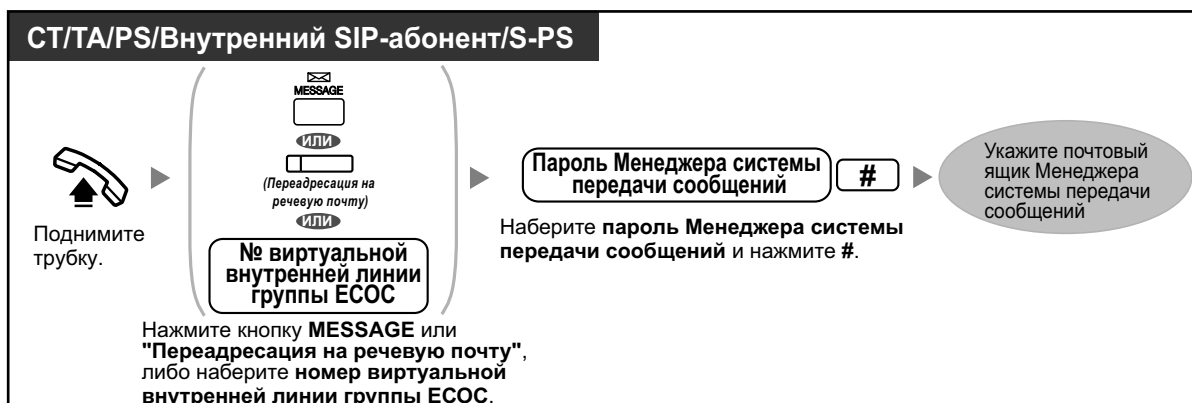 CT/TA/PS/Внутренний SIP-абонент/S-PS
Поднимите
трубку.
MESSAGE
ИЛИ
(Переадресация на
речевую почту)
ИЛИ
№ виртуальной
внутренней линии
группы ЕСОС
Нажмите кнопку MESSAGE или
"Переадресация на речевую почту",
либо наберите номер виртуальной
внутренней линии группы ЕСОС.
Пароль Менеджера системы
передачи сообщений
#
Наберите пароль Менеджера системы
передачи сообщений и нажмите #.
Укажите почтовый
ящик Менеджера
системы передачи
сообщений